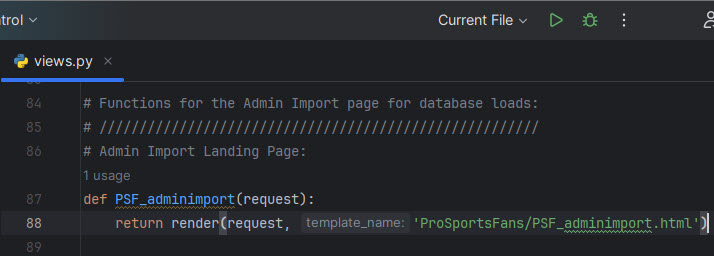 trol
Current File
views.py
84 # Functions for the Admin Import page for database loads:
85 # ///////////////////////////////////////////////////////
86 # Admin Import Landing Page:
1 usage
87 def PSF_adminimport(request):
88 return render(request, template_name: 'ProSportsFans/PSF_adminimport.html')
89